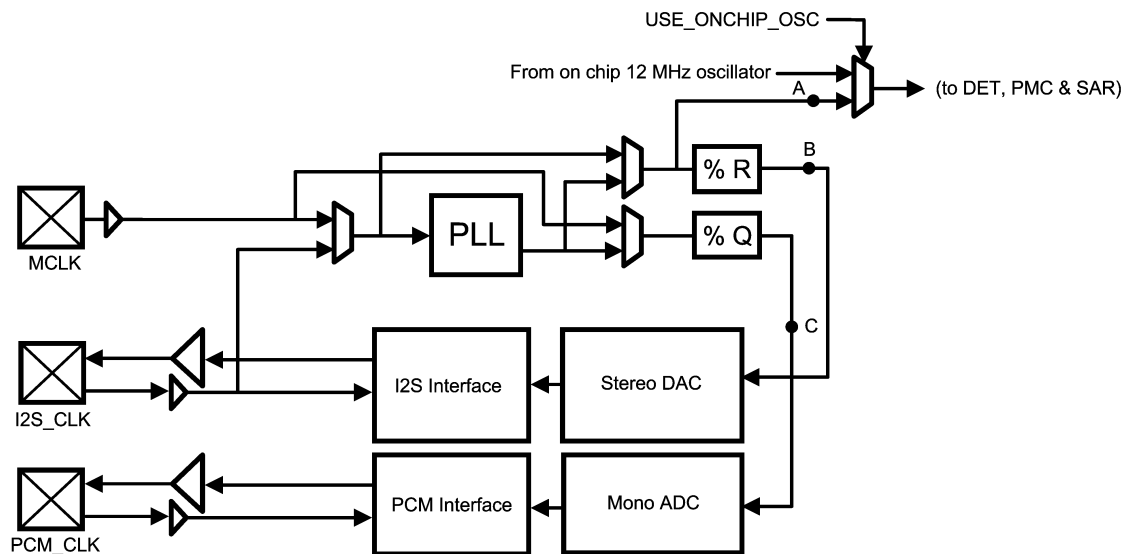 USE_ONCHIP_OSC
From on chip 12 MHz oscillator
(to DET, PMC & SAR)
A
B
% R
MCLK
PLL
% Q
C
I2S Interface
Stereo DAC
I2S_CLK
PCM Interface
Mono ADC
PCM_CLK